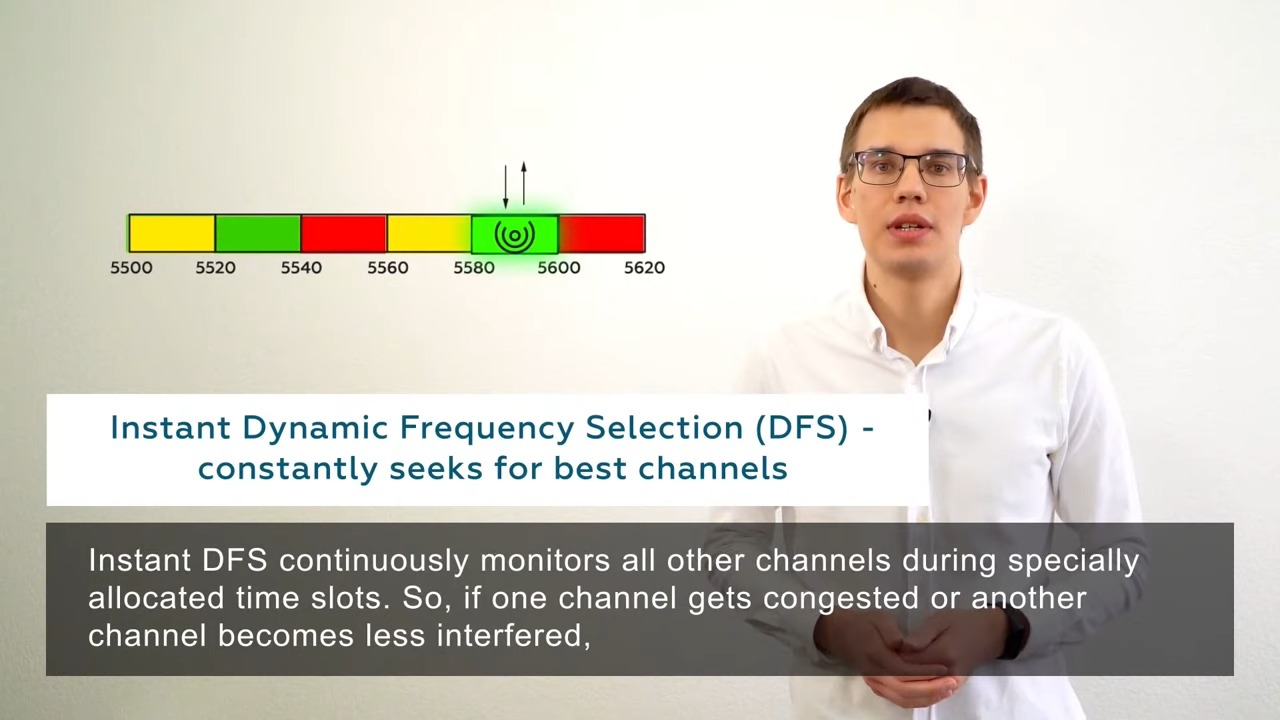 5500 5520 5540 5560 5580 5600 5620
Instant Dynamic Frequency Selection (DFS) -
constantly seeks for best channels
Instant DFS continuously monitors all other channels during specially
allocated time slots. So, if one channel gets congested or another
channel becomes less interfered,